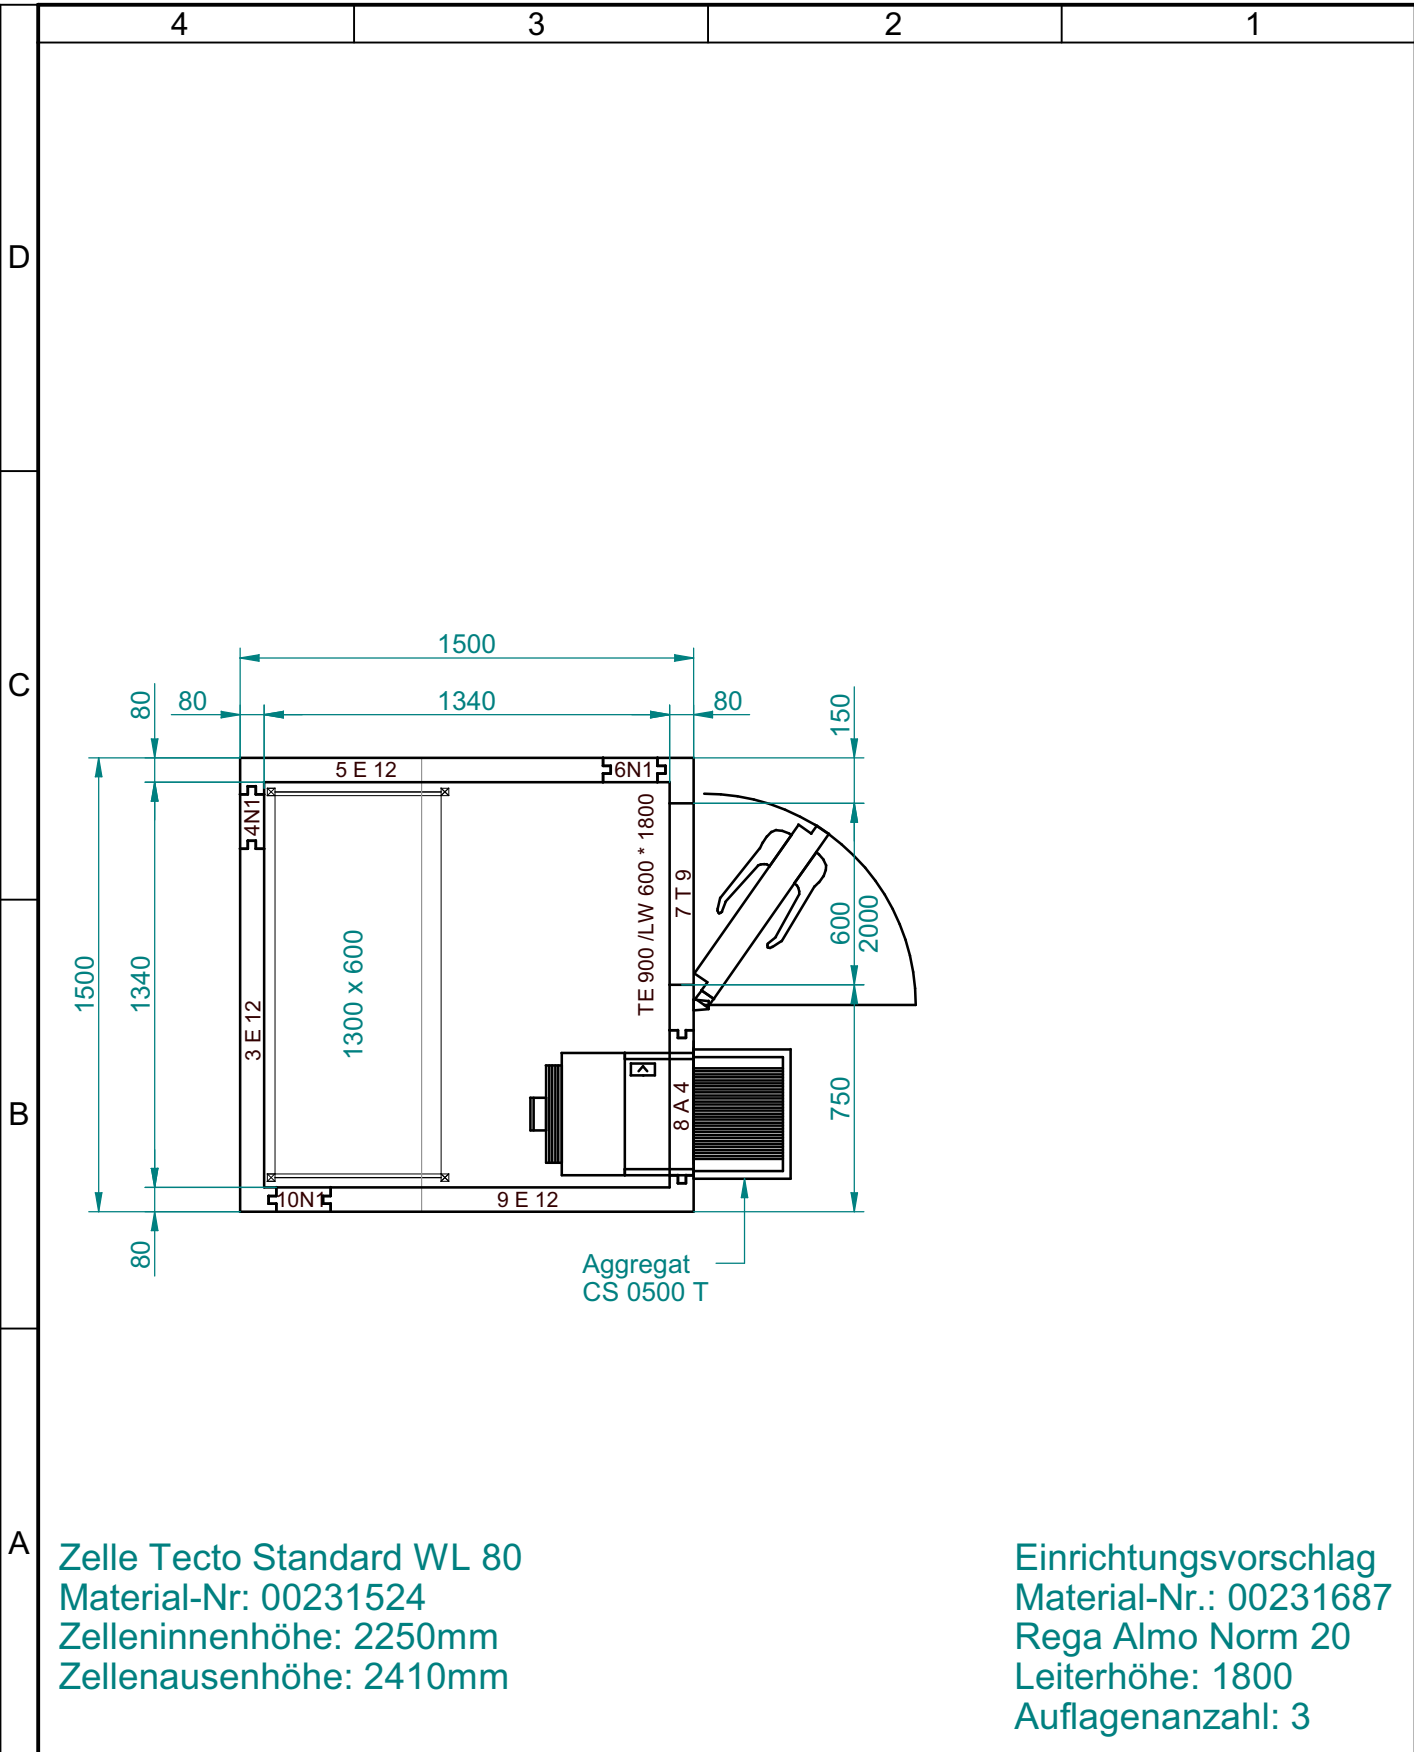 4
3
2
1
D
C
B
A
1500
80
80
1340
80
150
5 E 12
6N1
4N1
TE 900 /LW 600 * 1800
7 T 9
600
2000
1500
1340
1300 x 600
3 E 12
8 A 4
750
10N1
9 E 12
80
Aggregat
CS 0500 T
Zelle Tecto Standard WL 80
Material-Nr: 00231524
Zelleninnenhöhe: 2250mm
Zellenausenhöhe: 2410mm
Einrichtungsvorschlag
Material-Nr.: 00231687
Rega Almo Norm 20
Leiterhöhe: 1800
Auflagenanzahl: 3